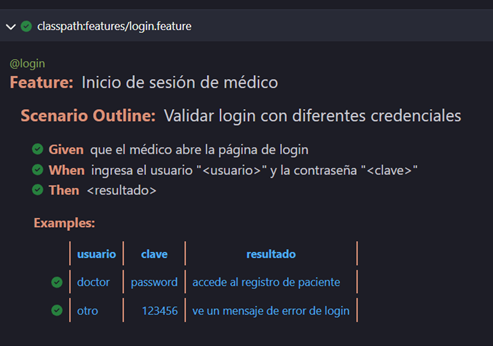 classpath:features/login.feature
@login
Feature: Inicio de sesión de médico
Scenario Outline: Validar login con diferentes credenciales
Given que el médico abre la página de login
When ingresa el usuario "<usuario>" y la contraseña "<clave>"
Then <resultado>
Examples:
usuario clave resultado
doctor password accede al registro de paciente
otro 123456 ve un mensaje de error de login